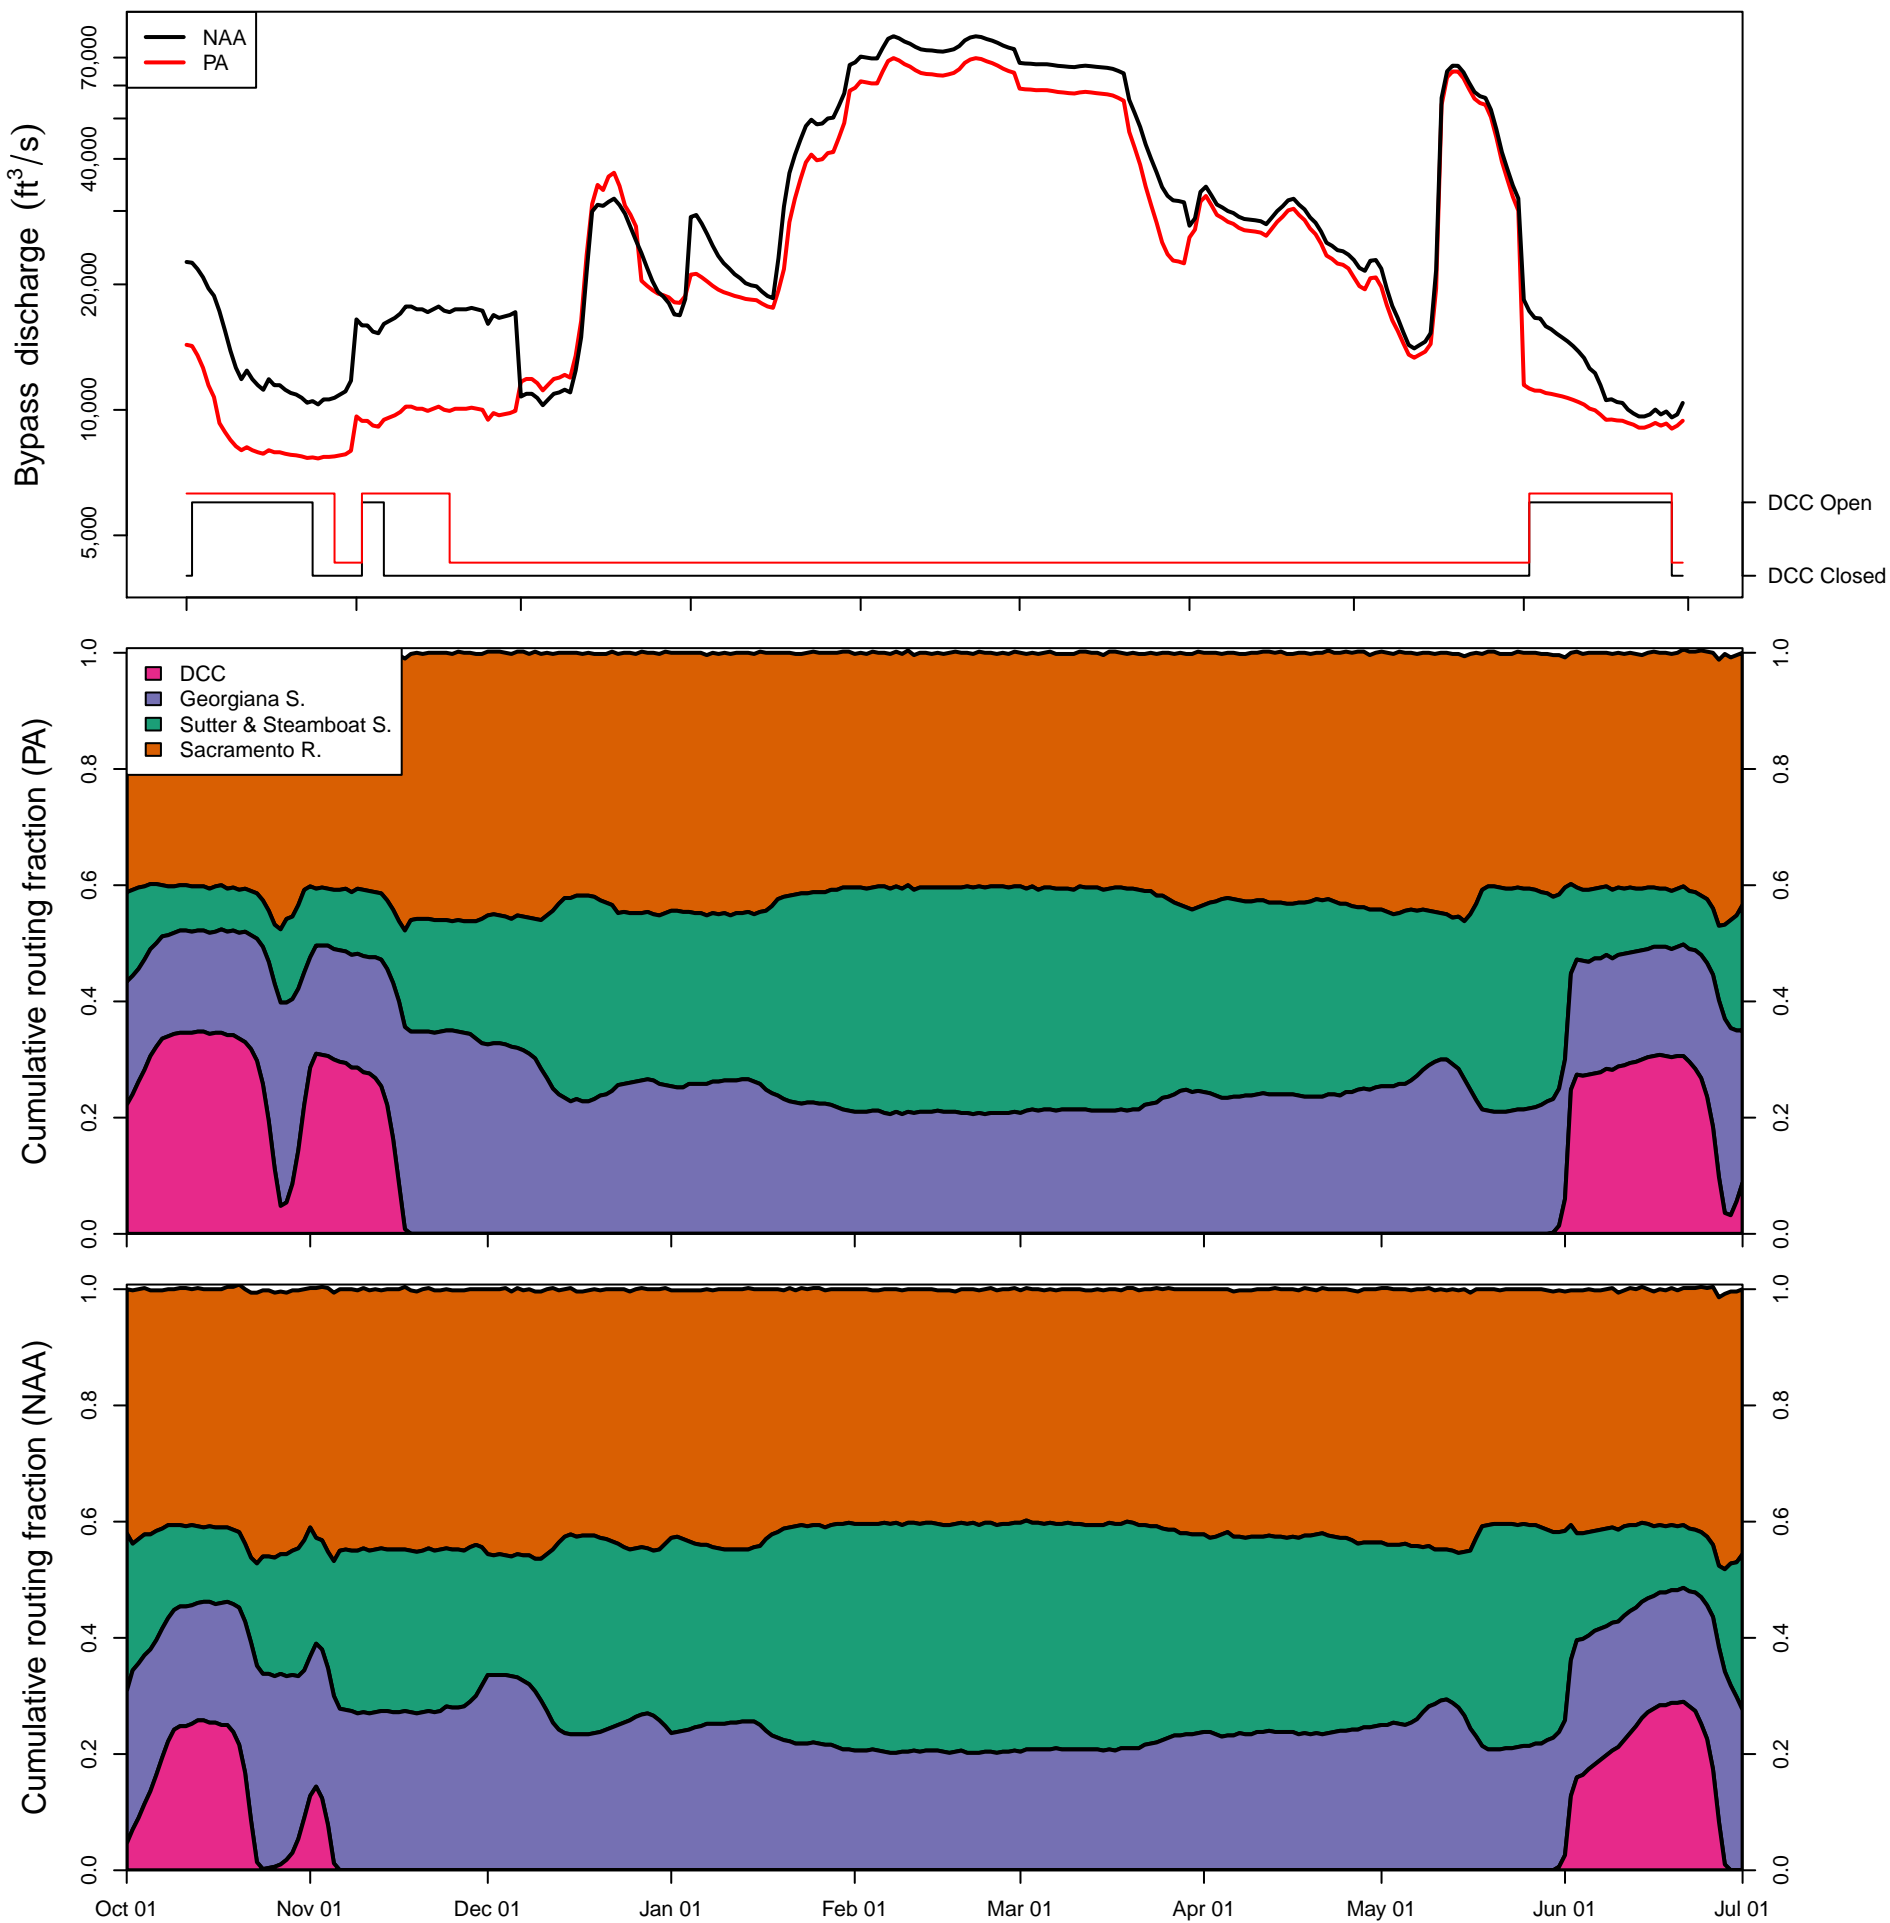 NAA
PA
Bypass discharge (ft³/s)
70,000
40,000
20,000
10,000
5,000
DCC Open
DCC Closed
DCC
Georgiana S.
Sutter & Steamboat S.
Sacramento R.
Cumulative routing fraction (PA)
1.0
0.8
0.6
0.4
0.2
0.0
1.0
0.8
0.6
0.4
0.2
0.0
Cumulative routing fraction (NAA)
1.0
0.8
0.6
0.4
0.2
0.0
1.0
0.8
0.6
0.4
0.2
0.0
Oct 01 Nov 01 Dec 01 Jan 01 Feb 01 Mar 01 Apr 01 May 01 Jun 01 Jul 01